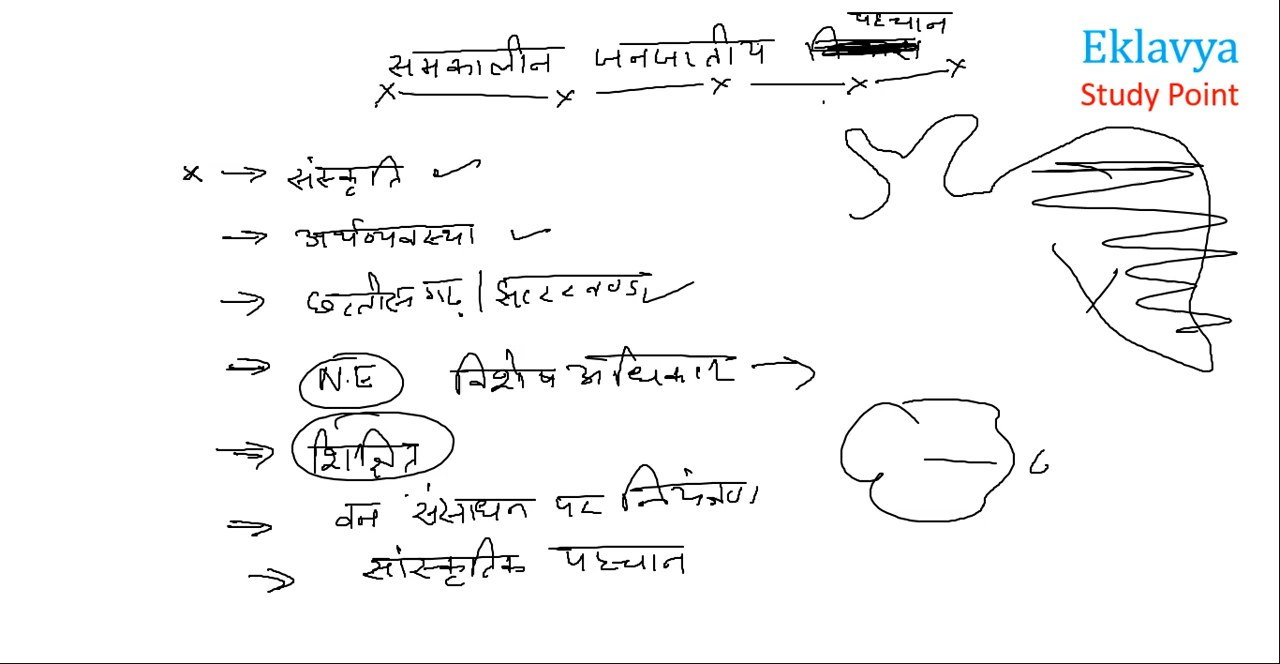 समकालीन जनजातीय पहचान
Eklavya
Study Point
x → संस्कृति ✓
→ अर्थव्यवस्था ✓
→ छत्तीसगढ़ | झारखण्ड ✓
→ N.E विशेष अधिकार →
→ शिक्षित
→ वन संसाधन पर नियंत्रण
→ सांस्कृतिक पहचान